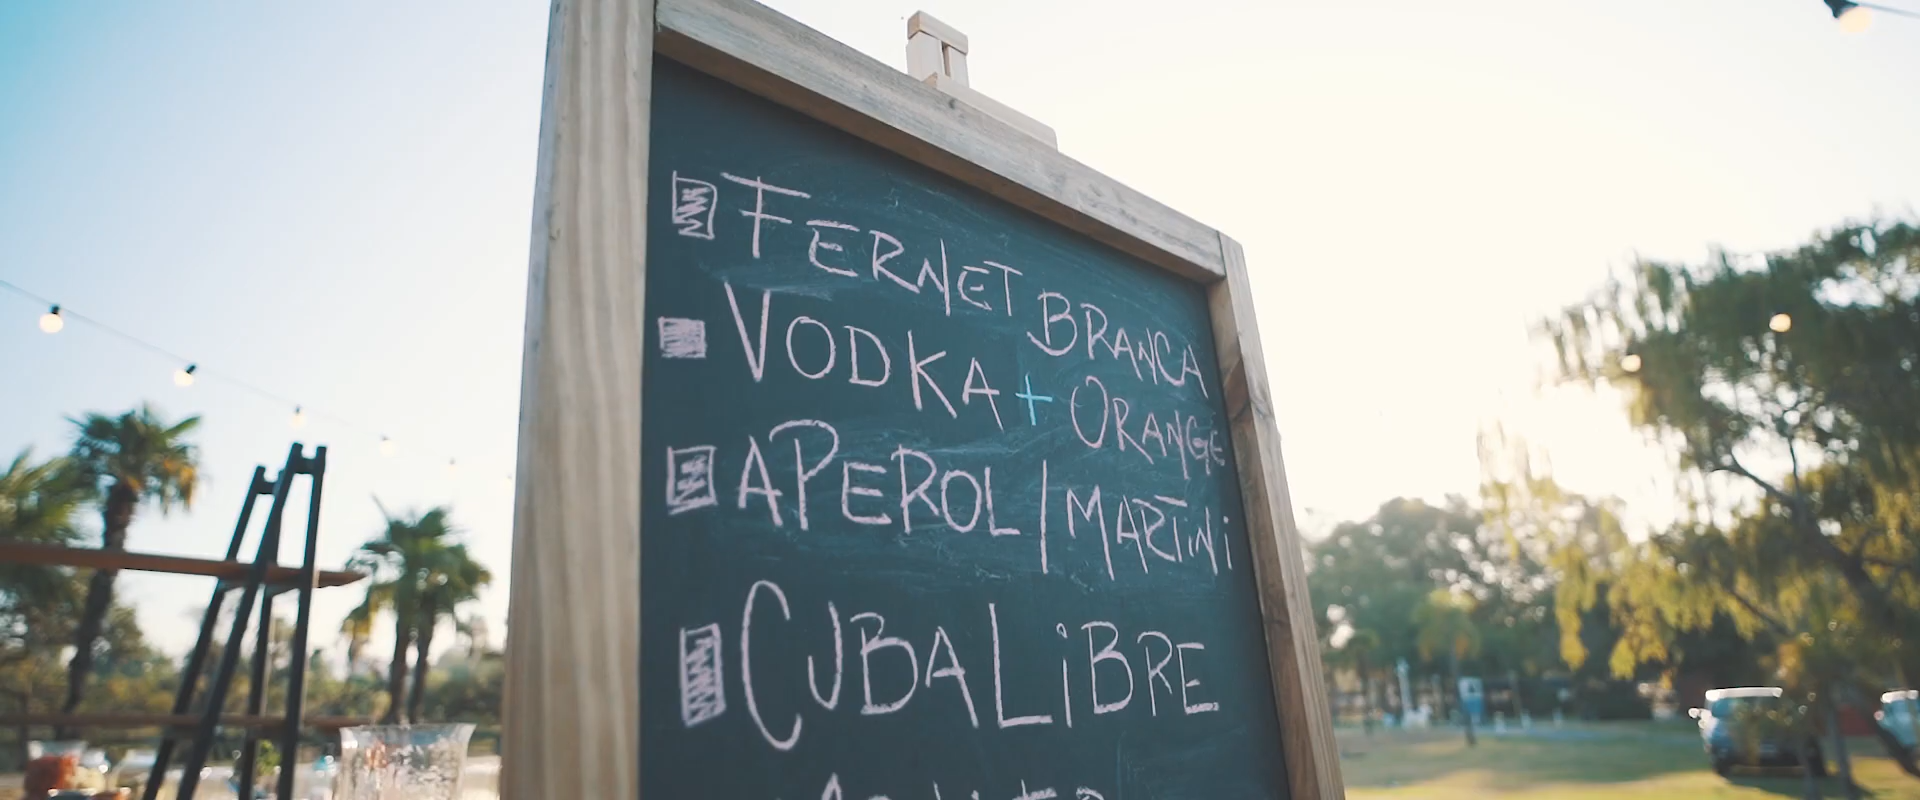 FERNET BRANCA
VODKA + ORANGE
APEROL / MARTINI
CUBA LiBRE